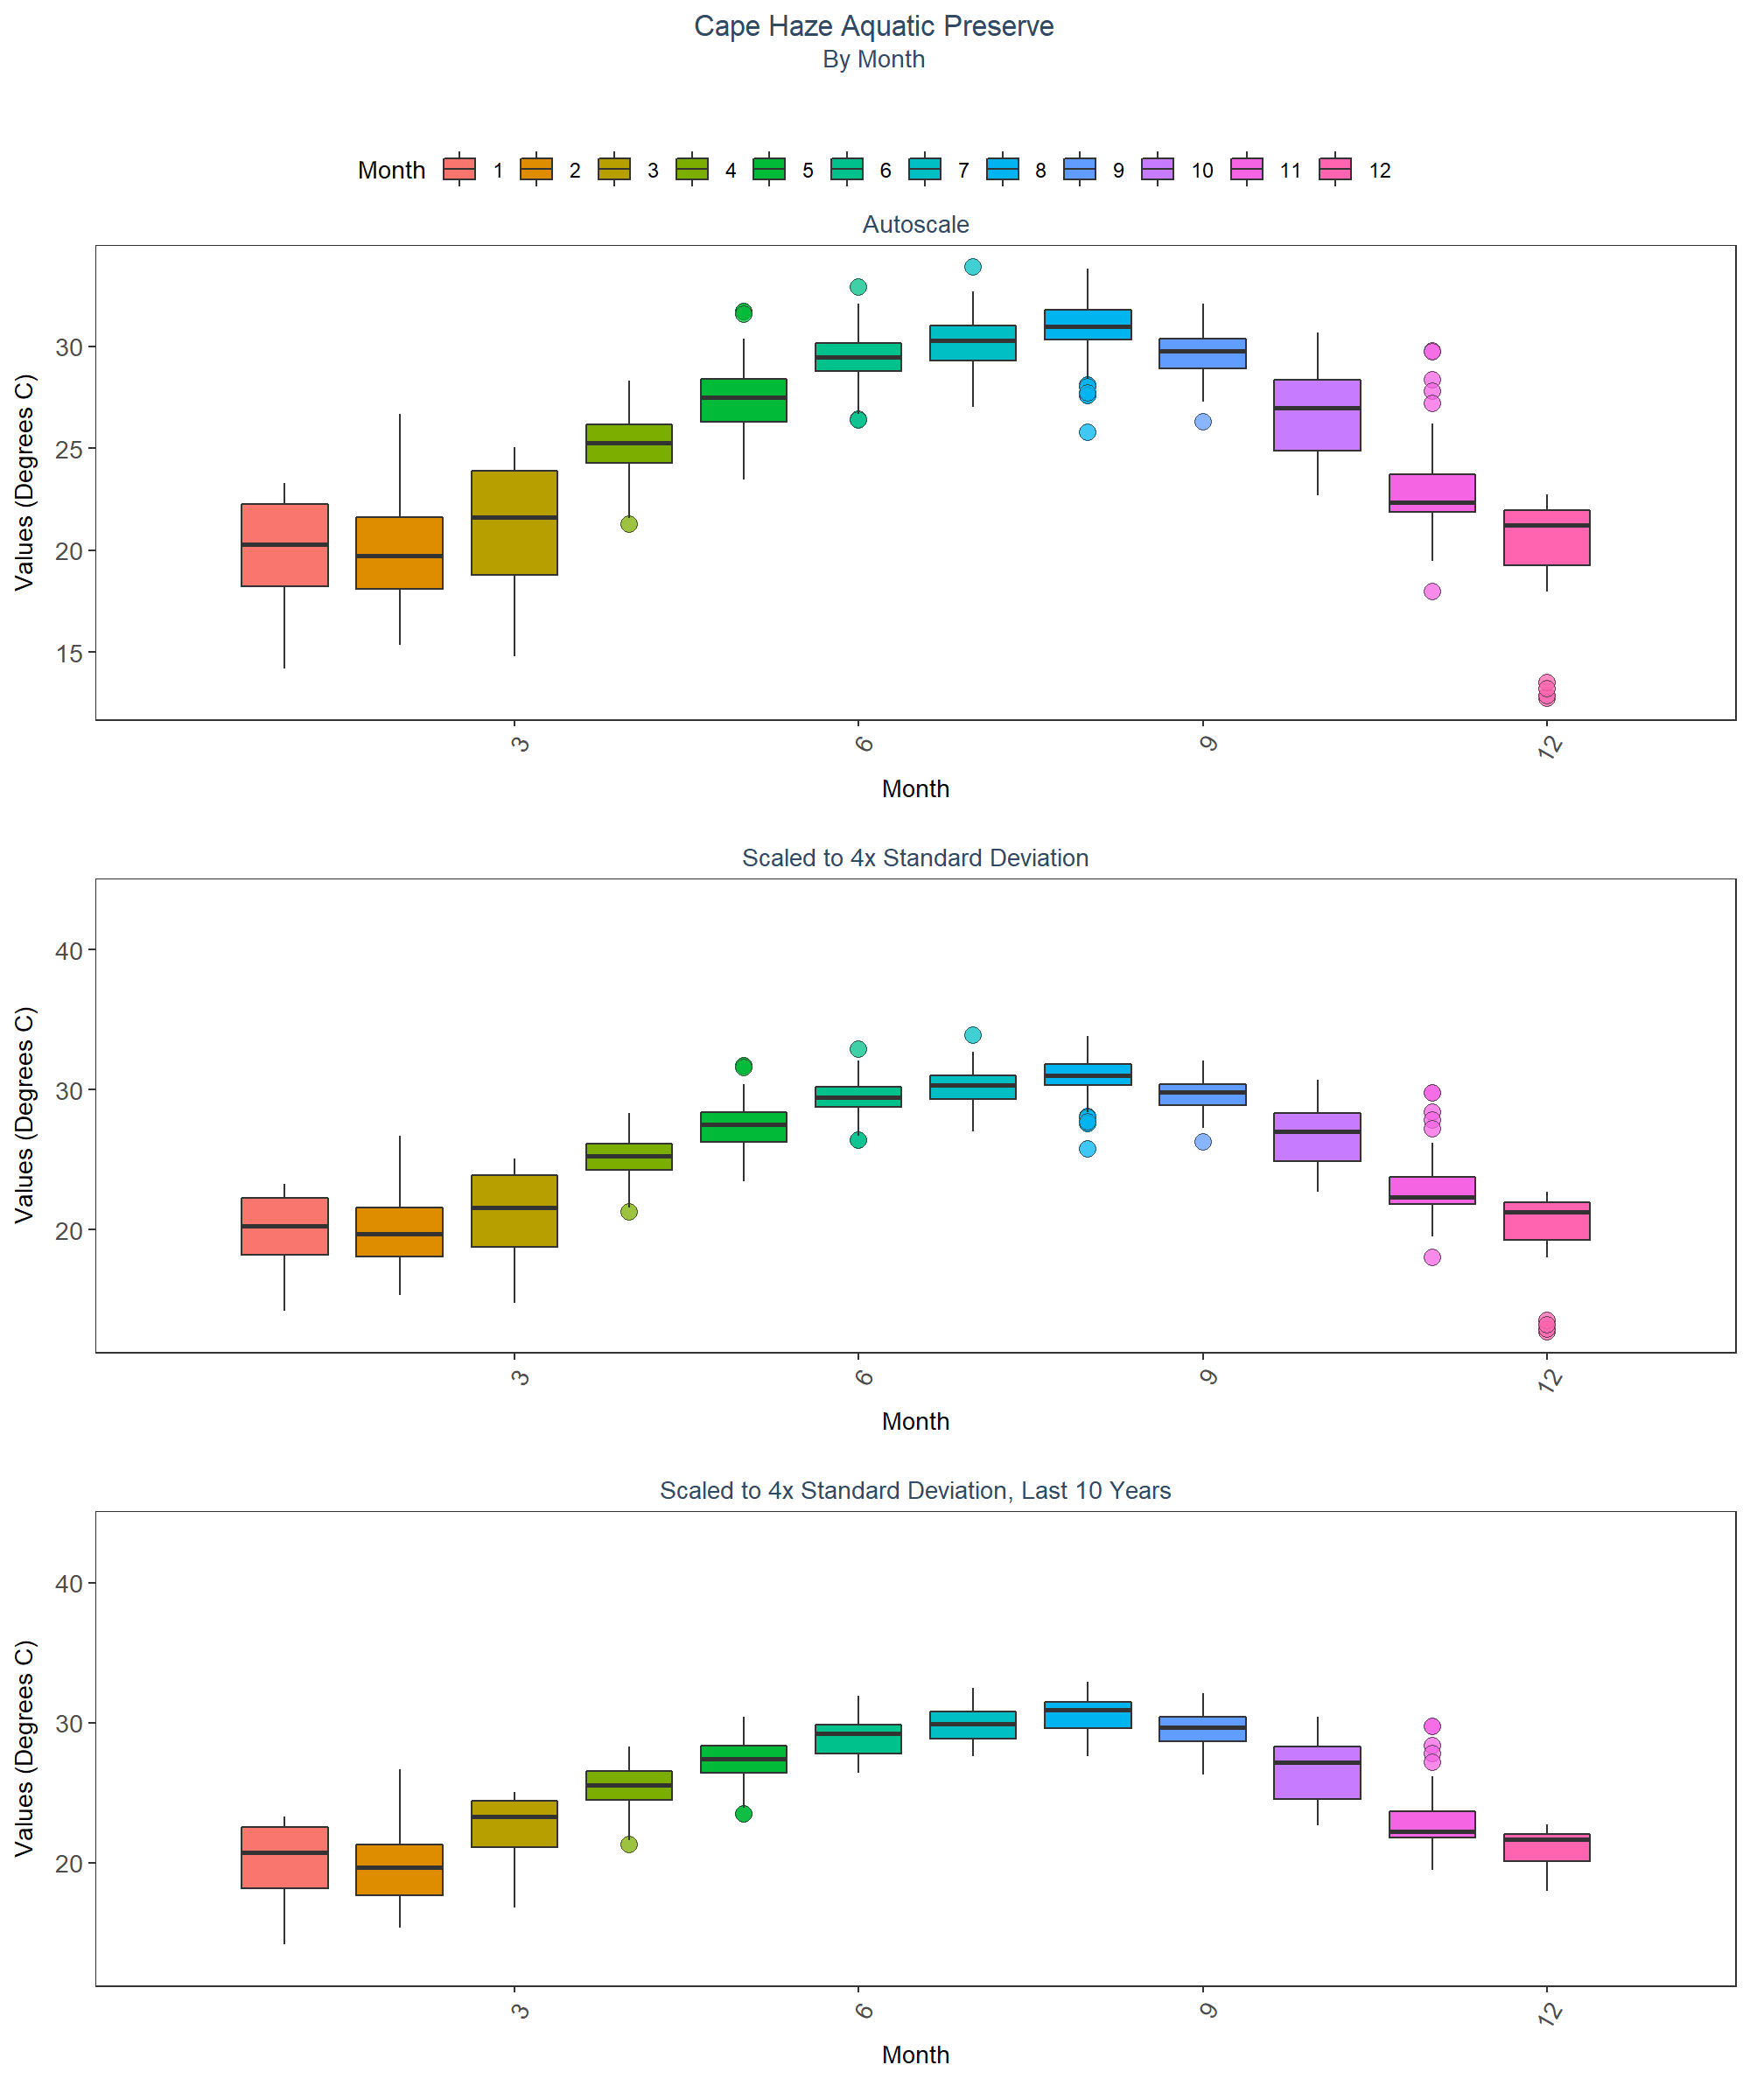 Cape Haze Aquatic Preserve
By Month
Month 1 2 3 4 5 6 7 8 9 10 11 12
Autoscale
Values (Degrees C)
30
25
20
15
3 6 9 12
Month
Scaled to 4x Standard Deviation
Values (Degrees C)
40
30
20
3 6 9 12
Month
Scaled to 4x Standard Deviation, Last 10 Years
Values (Degrees C)
40
30
20
3 6 9 12
Month